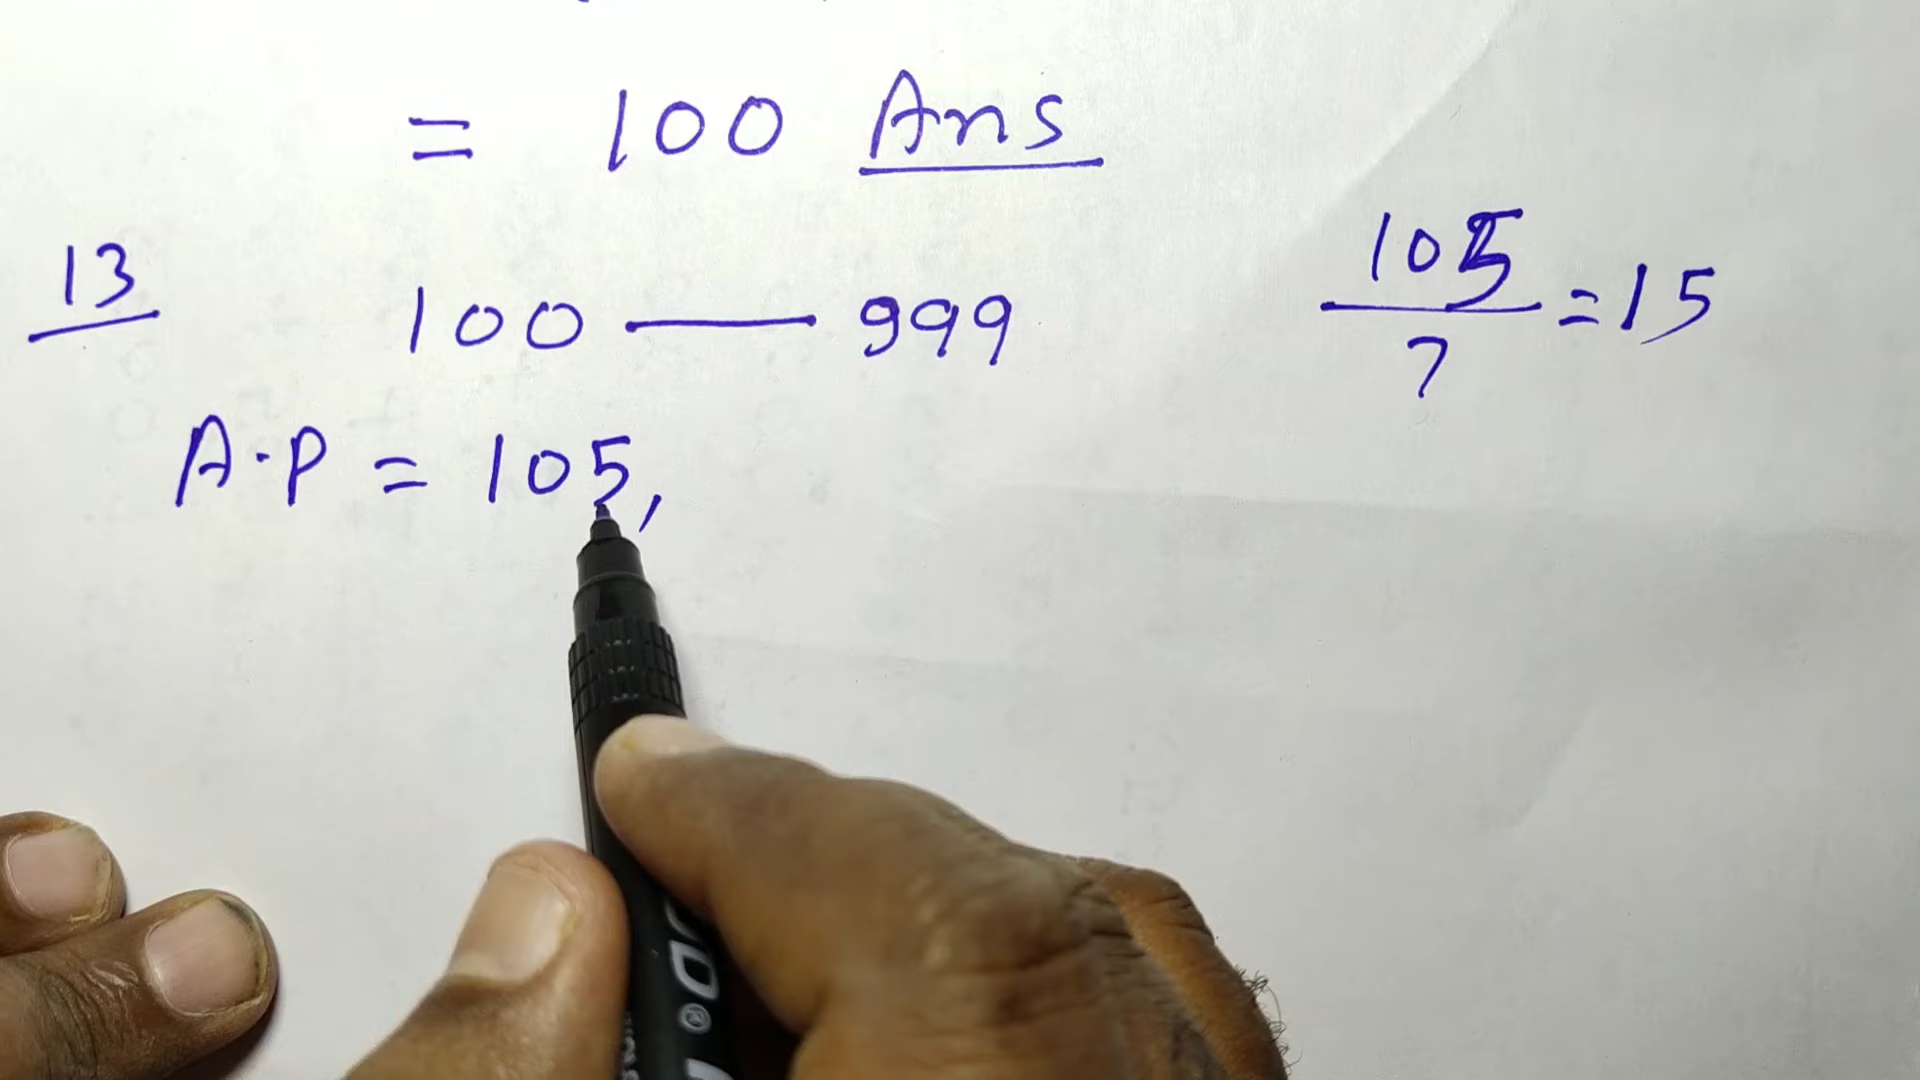 = 100 Ans
13
100 — 999
105/7 = 15
A.P = 105,